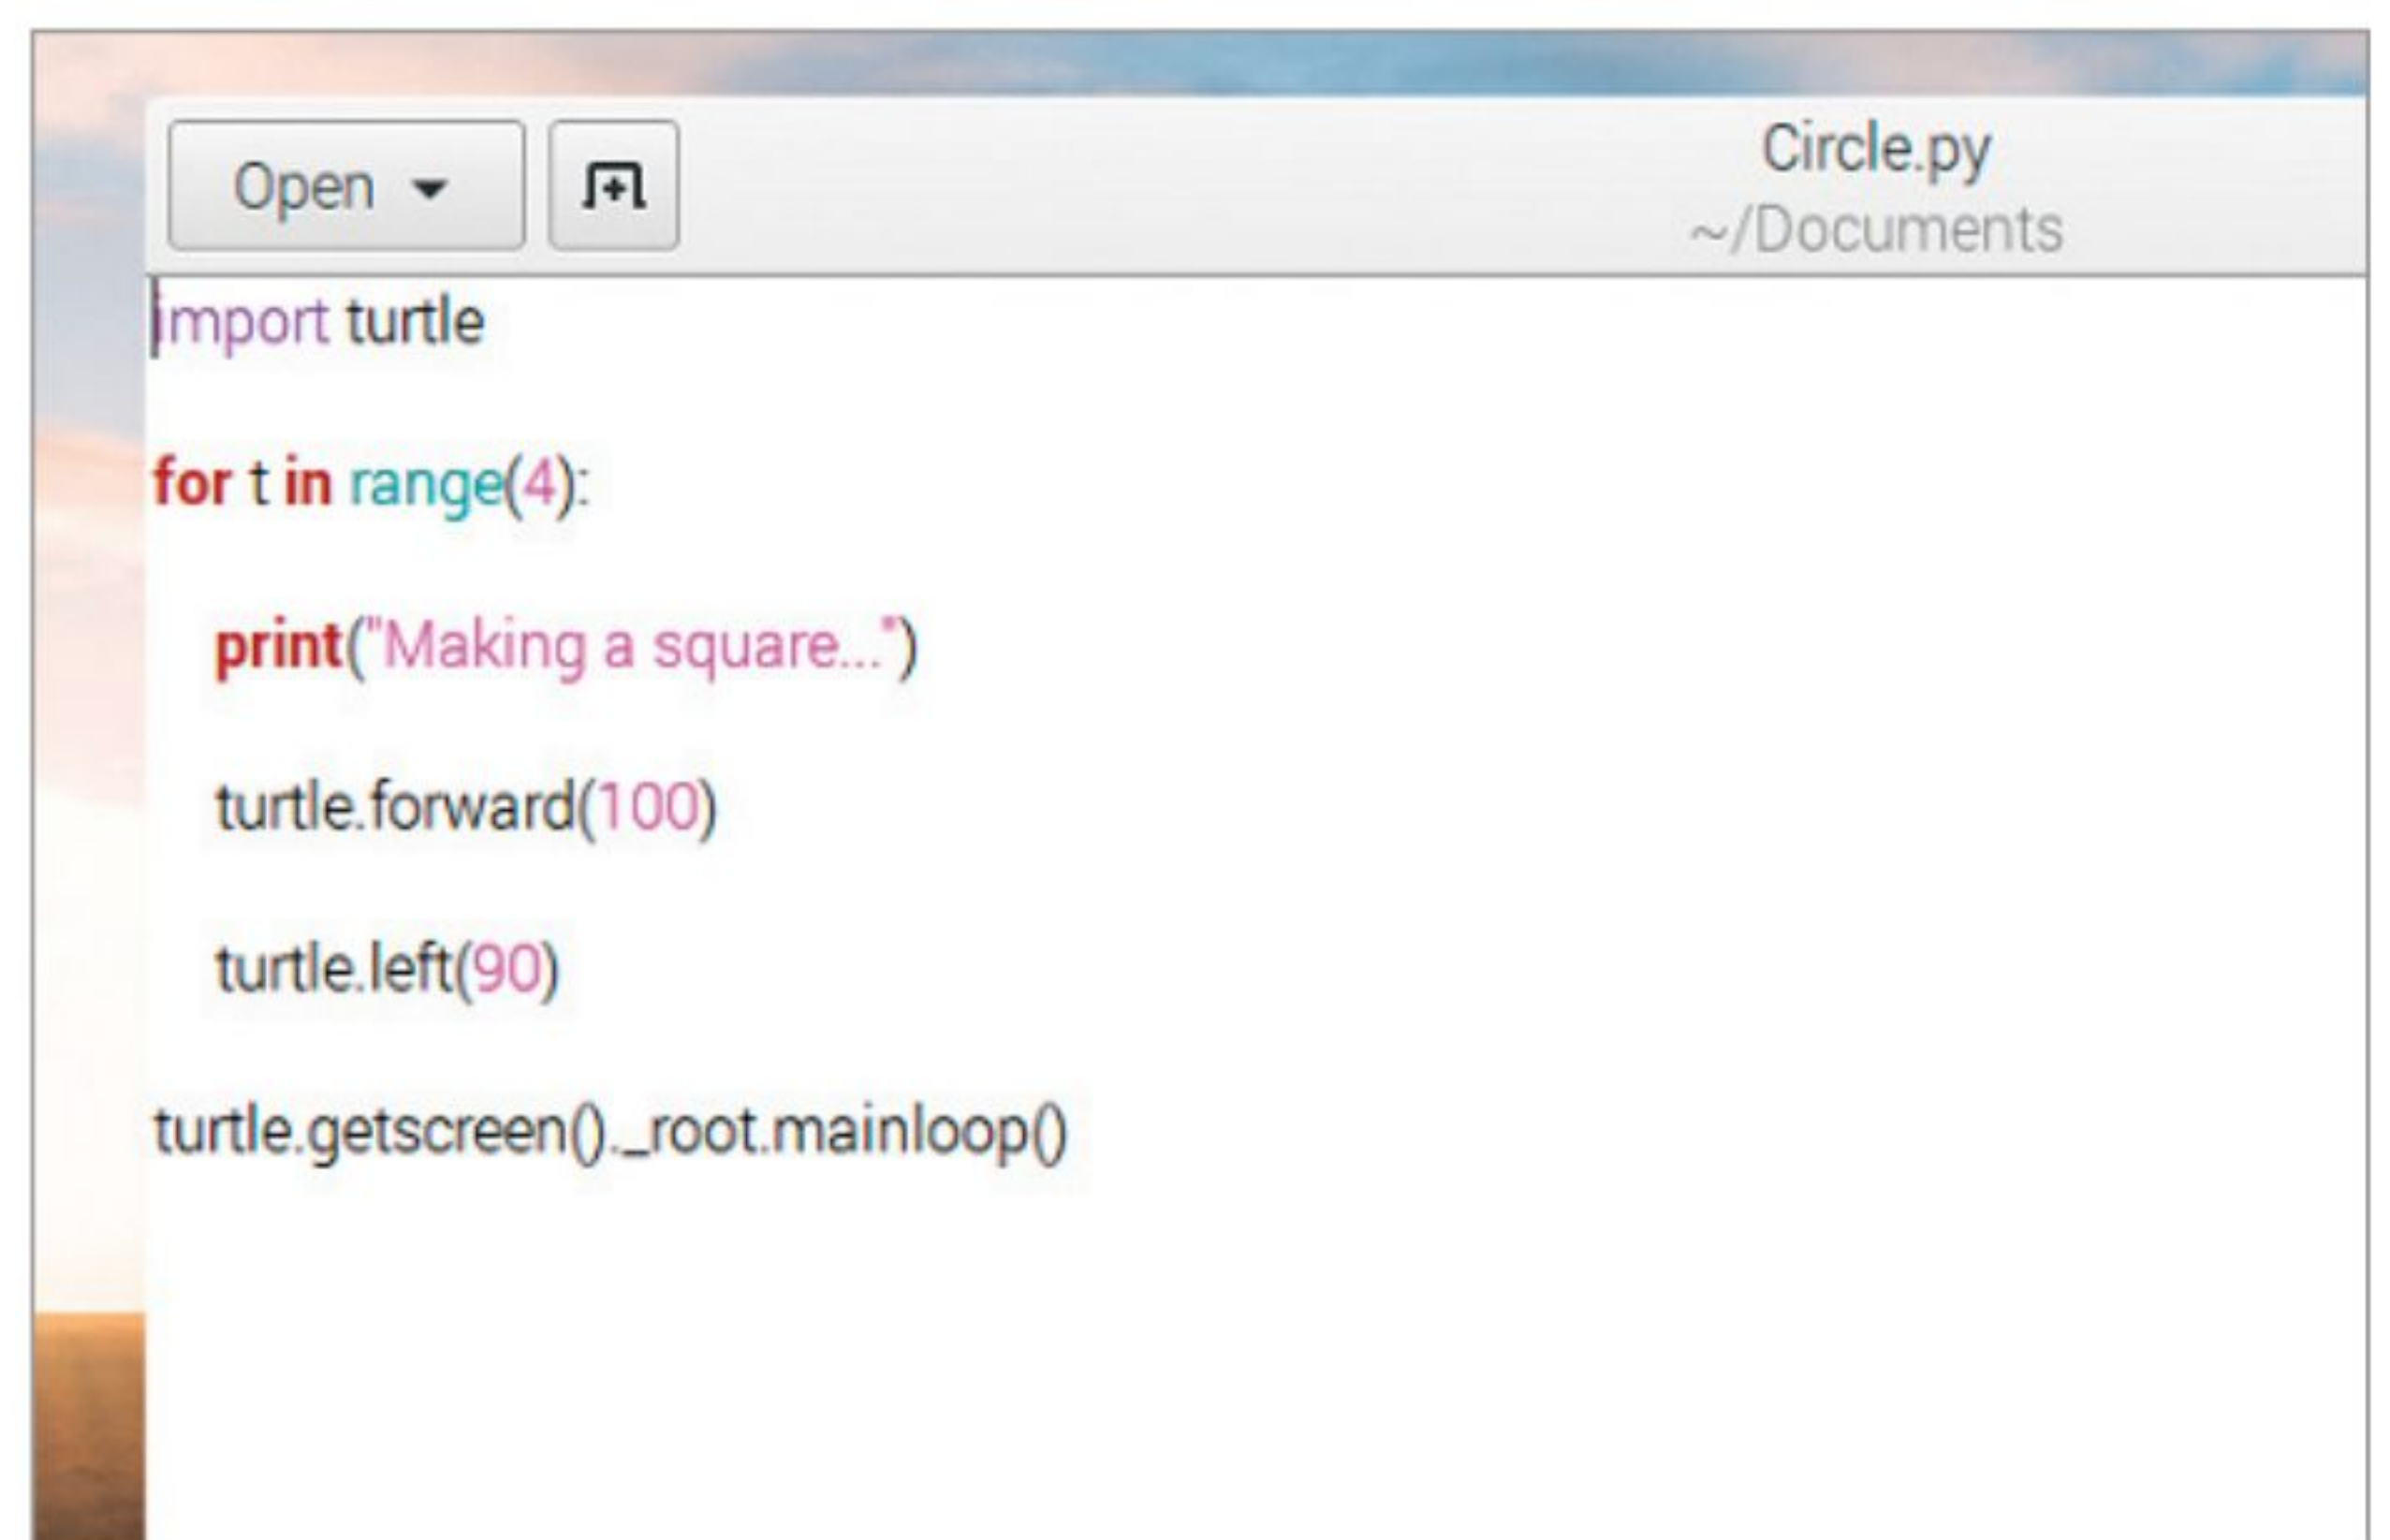 Open
Circle.py
~/Documents
import turtle
for t in range(4):
print("Making a square...")
turtle.forward(100)
turtle.left(90)
turtle.getscreen()._root.mainloop()